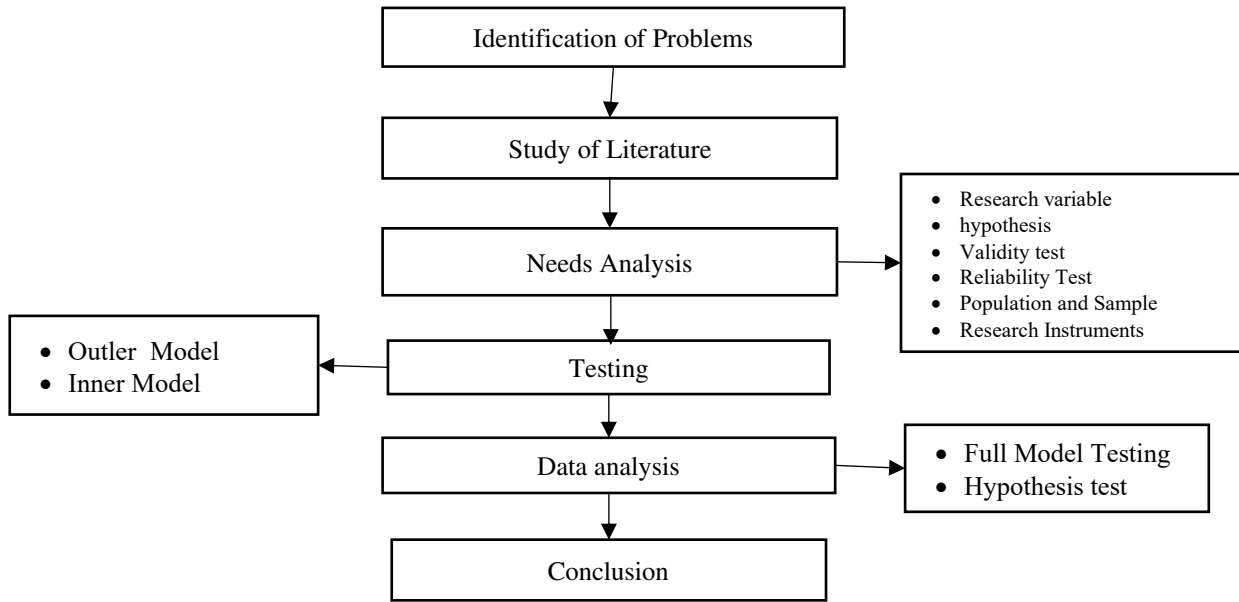 Identification of Problems
Study of Literature
Needs Analysis
• Research variable
• hypothesis
• Validity test
• Reliability Test
• Population and Sample
• Research Instruments
Testing
• Outler Model
• Inner Model
Data analysis
• Full Model Testing
• Hypothesis test
Conclusion